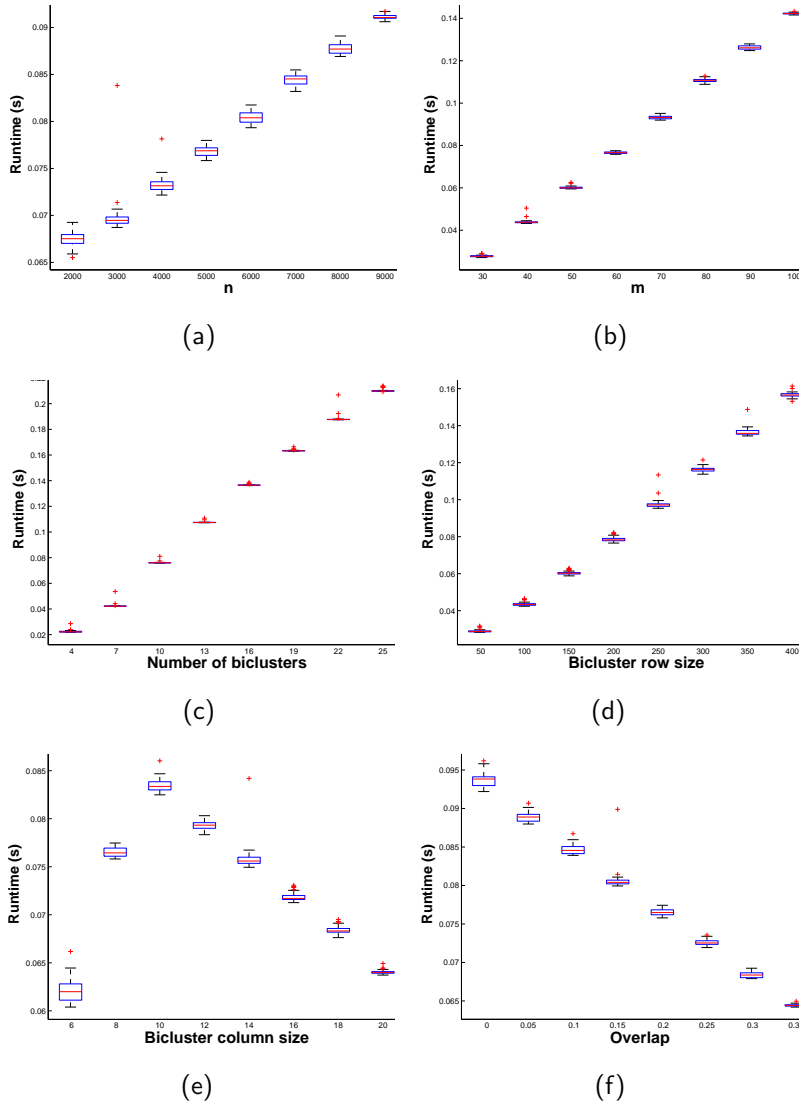 0.09
0.085
0.08
0.075
0.07
0.065
Runtime (s)
2000 3000 4000 5000 6000 7000 8000 9000
n
(a)
0.14
0.12
0.1
0.08
0.06
0.04
Runtime (s)
30 40 50 60 70 80 90 100
m
(b)
0.2
0.18
0.16
0.14
0.12
0.1
0.08
0.06
0.04
0.02
Runtime (s)
4 7 10 13 16 19 22 25
Number of biclusters
(c)
0.16
0.14
0.12
0.1
0.08
0.06
0.04
Runtime (s)
50 100 150 200 250 300 350 400
Bicluster row size
(d)
0.085
0.08
0.075
0.07
0.065
0.06
Runtime (s)
6 8 10 12 14 16 18 20
Bicluster column size
(e)
0.095
0.09
0.085
0.08
0.075
0.07
0.065
Runtime (s)
0 0.05 0.1 0.15 0.2 0.25 0.3
Overlap
(f)